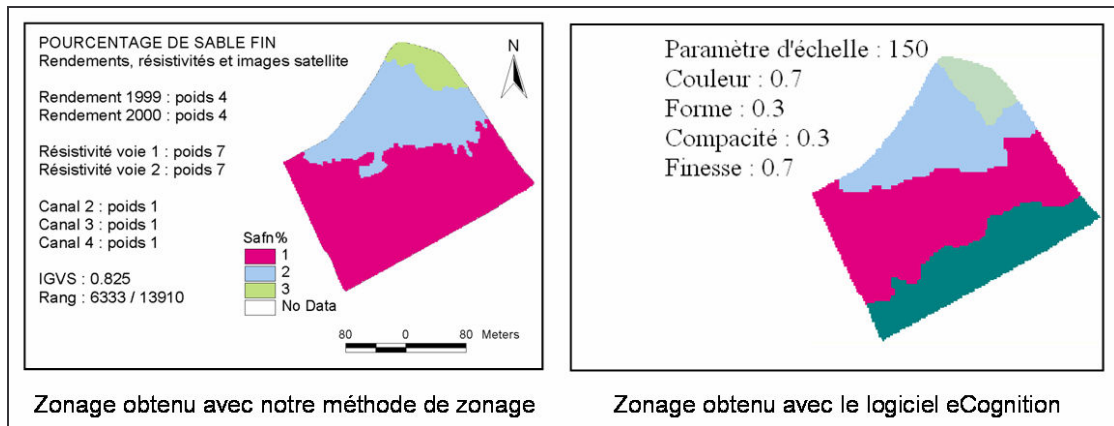 POURCENTAGE DE SABLE FIN
Rendements, résistivités et images satellite
Rendement 1999 : poids 4
Rendement 2000 : poids 4
Résistivité voie 1 : poids 7
Résistivité voie 2 : poids 7
Canal 2 : poids 1
Canal 3 : poids 1
Canal 4 : poids 1
IGVS : 0.825
Rang : 6333 / 13910
N
Safn%
1
2
3
No Data
80 0 80 Meters
Zonage obtenu avec notre méthode de zonage
Paramètre d'échelle : 150
Couleur : 0.7
Forme : 0.3
Compacité : 0.3
Finesse : 0.7
Zonage obtenu avec le logiciel eCognition